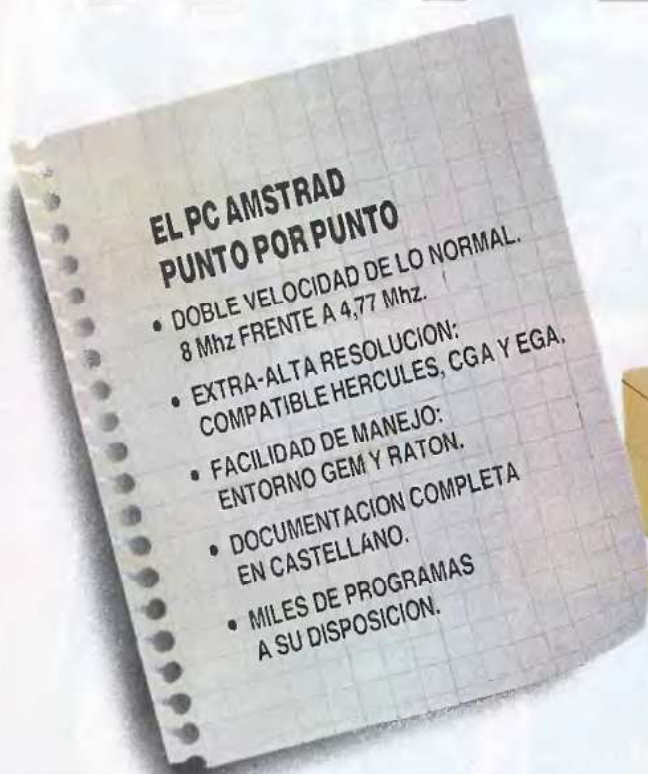 EL PC AMSTRAD
PUNTO POR PUNTO
• DOBLE VELOCIDAD DE LO NORMAL.
8 Mhz FRENTE A 4,77 Mhz.
• EXTRA-ALTA RESOLUCION:
COMPATIBLE HERCULES, CGA Y EGA.
• FACILIDAD DE MANEJO:
ENTORNO GEM Y RATON.
• DOCUMENTACION COMPLETA
EN CASTELLANO.
• MILES DE PROGRAMAS
A SU DISPOSICION.